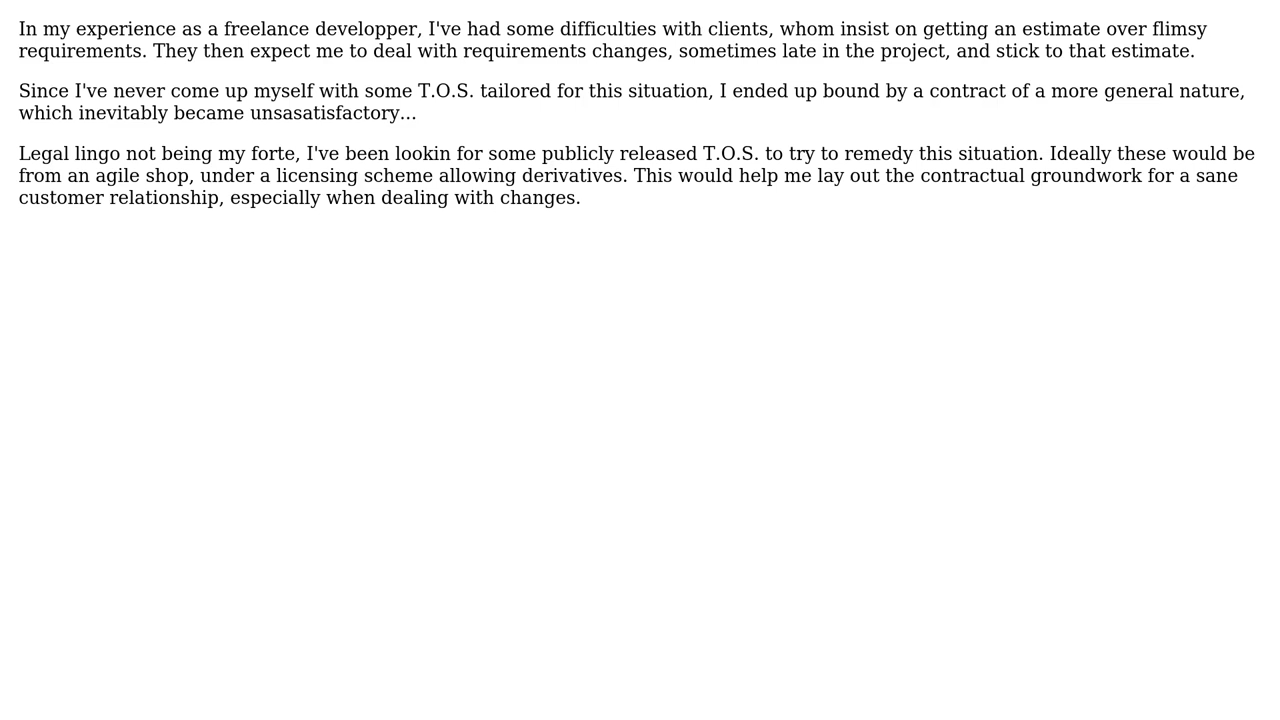 In my experience as a freelance developper, I've had some difficulties with clients, whom insist on getting an estimate over flimsy
requirements. They then expect me to deal with requirements changes, sometimes late in the project, and stick to that estimate.
Since I've never come up myself with some T.O.S. tailored for this situation, I ended up bound by a contract of a more general nature,
which inevitably became unsasatisfactory...
Legal lingo not being my forte, I've been lookin for some publicly released T.O.S. to try to remedy this situation. Ideally these would be
from an agile shop, under a licensing scheme allowing derivatives. This would help me lay out the contractual groundwork for a sane
customer relationship, especially when dealing with changes.